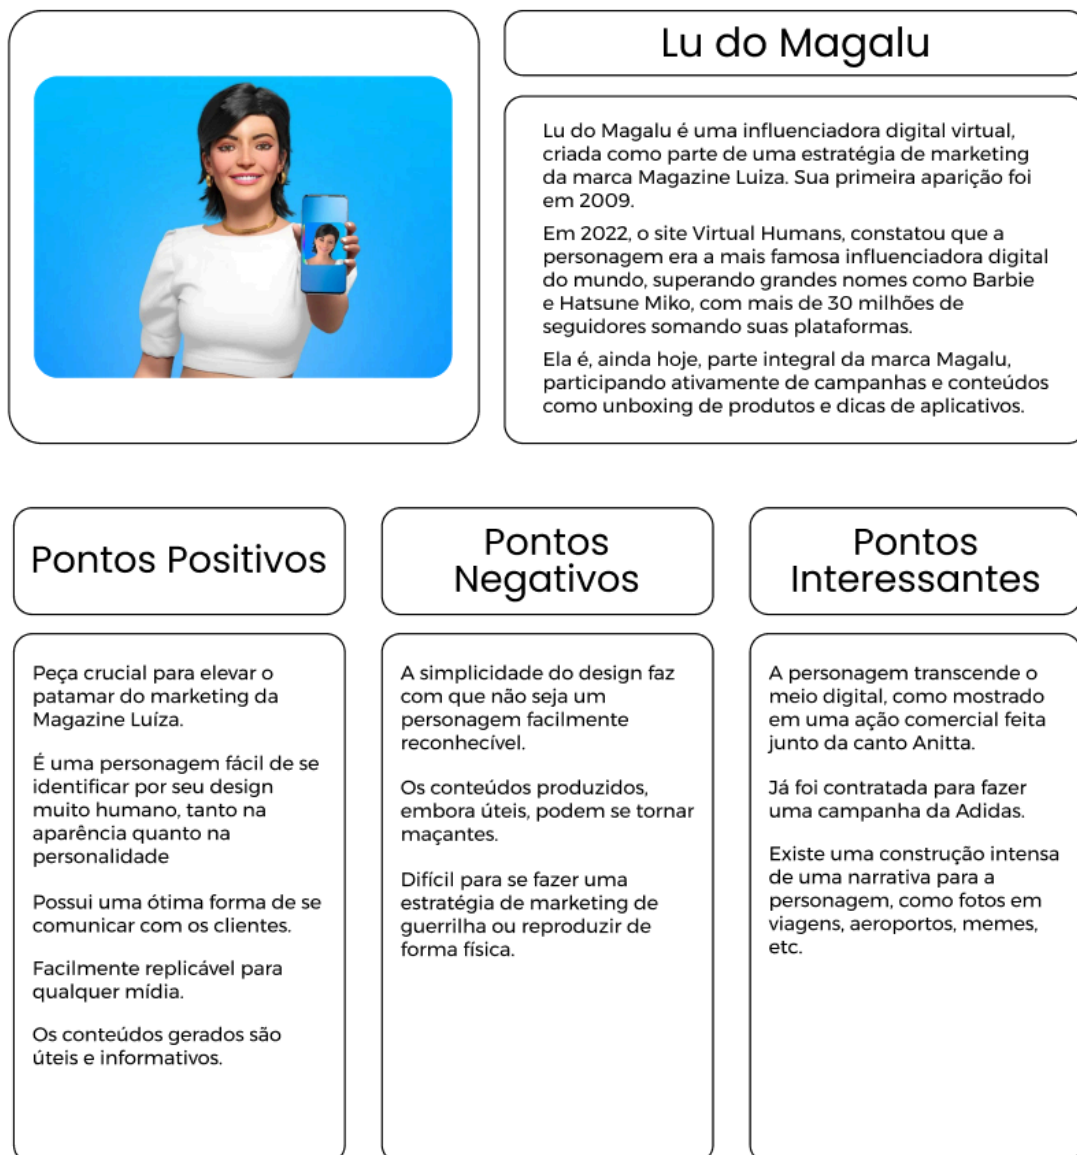 Lu do Magalu
Lu do Magalu é uma influenciadora digital virtual,
criada como parte de uma estratégia de marketing
da marca Magazine Luiza. Sua primeira aparição foi
em 2009.
Em 2022, o site Virtual Humans, constatou que a
personagem era a mais famosa influenciadora digital
do mundo, superando grandes nomes como Barbie
e Hatsune Miko, com mais de 30 milhões de
seguidores somando suas plataformas.
Ela é, ainda hoje, parte integral da marca Magalu,
participando ativamente de campanhas e conteúdos
como unboxing de produtos e dicas de aplicativos.
Pontos Positivos
Peça crucial para elevar o
patamar do marketing da
Magazine Luíza.
É uma personagem fácil de se
identificar por seu design
muito humano, tanto na
aparência quanto na
personalidade
Possui uma ótima forma de se
comunicar com os clientes.
Facilmente replicável para
qualquer mídia.
Os conteúdos gerados são
úteis e informativos.
Pontos
Negativos
A simplicidade do design faz
com que não seja um
personagem facilmente
reconhecível.
Os conteúdos produzidos,
embora úteis, podem se tornar
maçantes.
Difícil para se fazer uma
estratégia de marketing de
guerrilha ou reproduzir de
forma física.
Pontos
Interessantes
A personagem transcende o
meio digital, como mostrado
em uma ação comercial feita
junto da canto Anitta.
Já foi contratada para fazer
uma campanha da Adidas.
Existe uma construção intensa
de uma narrativa para a
personagem, como fotos em
viagens, aeroportos, memes,
etc.